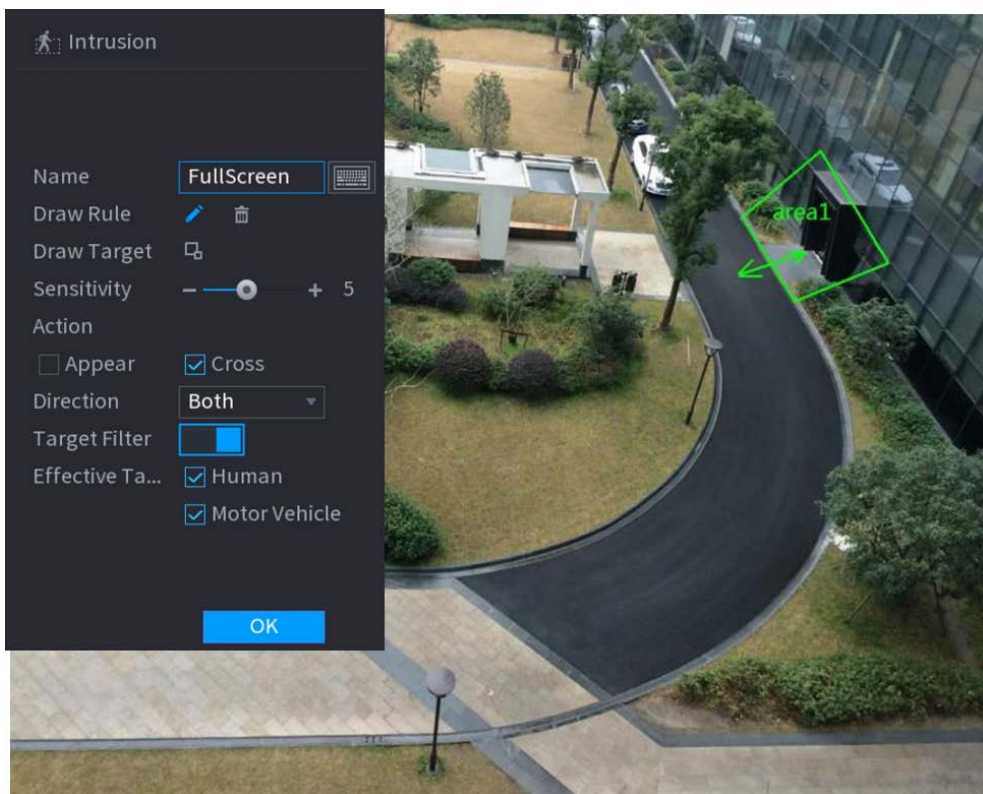 Intrusion
Name FullScreen
Draw Rule
Draw Target
Sensitivity - + 5
Action
Appear Cross
Direction Both
Target Filter
Effective Ta... Human
Motor Vehicle
OK
area1